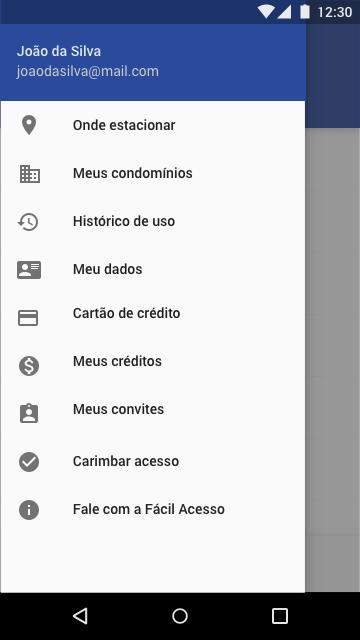 12:30
João da Silva
joaodasilva@mail.com
Onde estacionar
Meus condomínios
Histórico de uso
Meu dados
Cartão de crédito
Meus créditos
Meus convites
Carimbar acesso
Fale com a Fácil Acesso